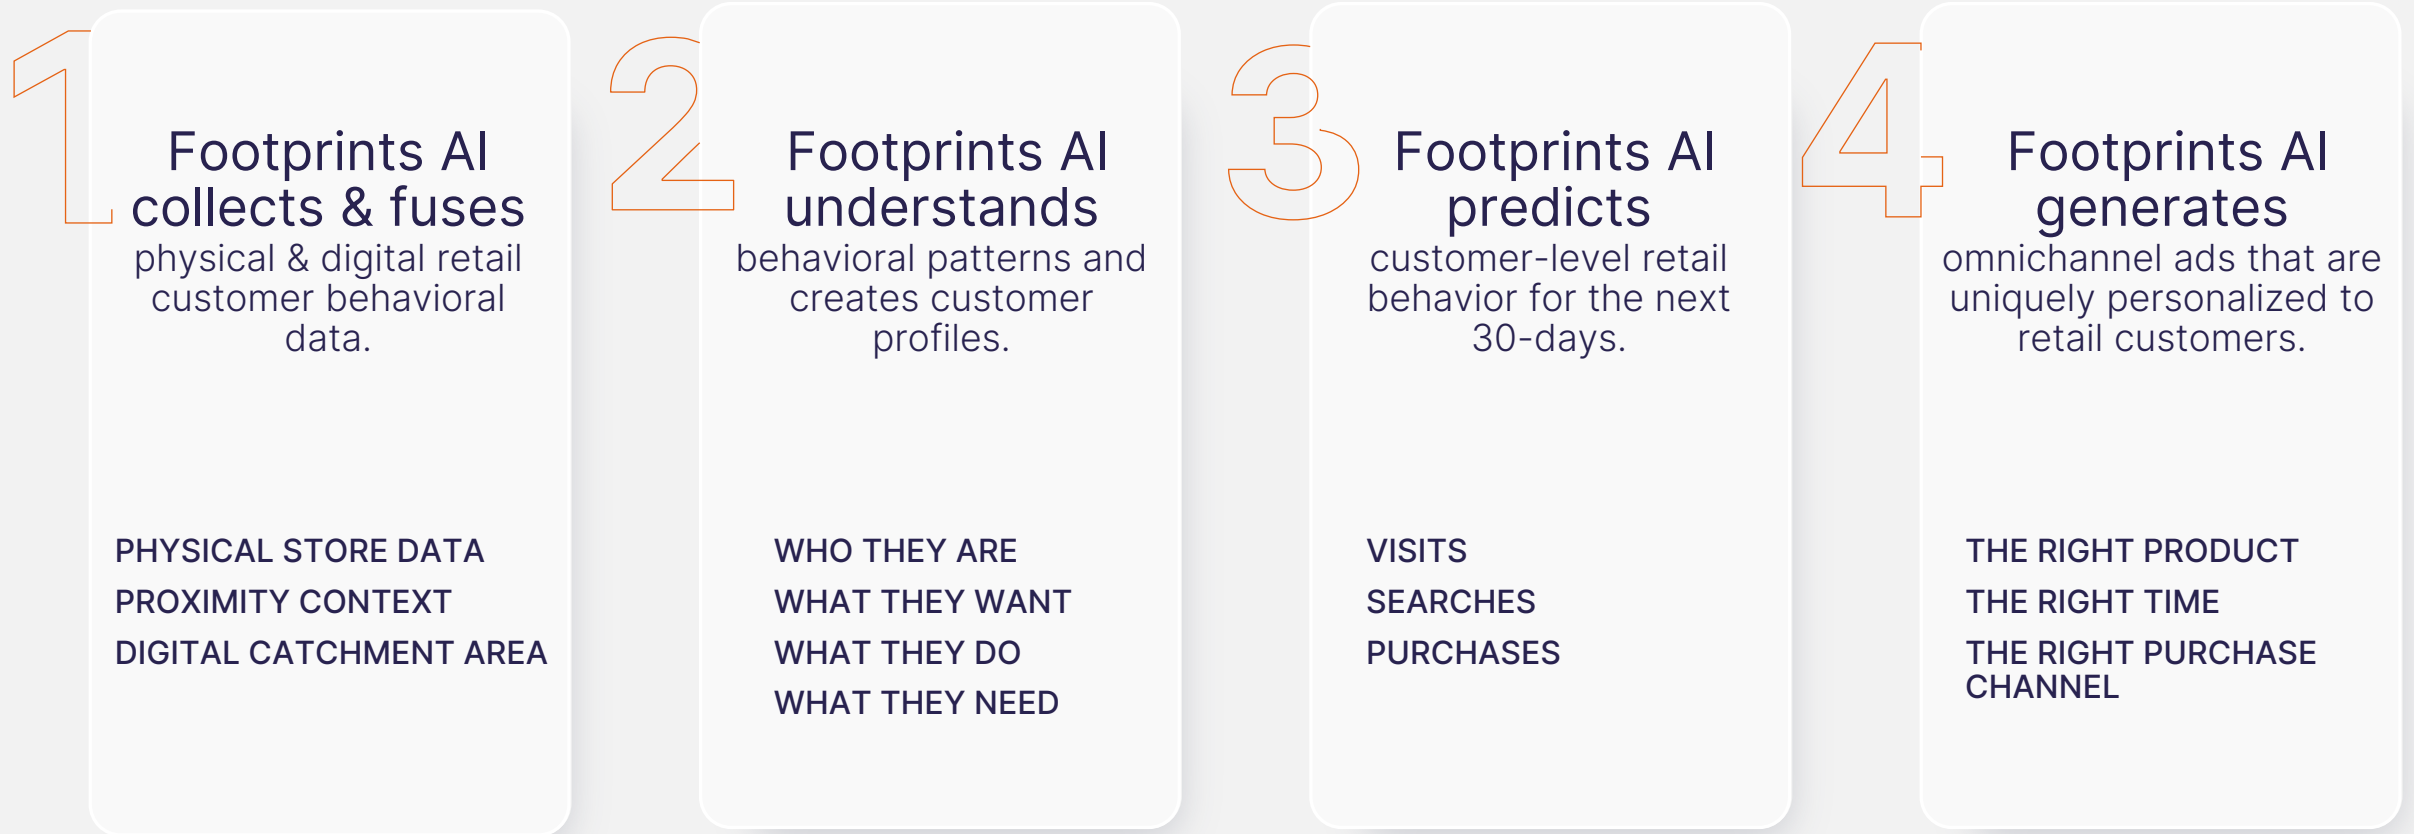 1
Footprints AI
collects & fuses
physical & digital retail
customer behavioral
data.
PHYSICAL STORE DATA
PROXIMITY CONTEXT
DIGITAL CATCHMENT AREA
2
Footprints AI
understands
behavioral patterns and
creates customer
profiles.
WHO THEY ARE
WHAT THEY WANT
WHAT THEY DO
WHAT THEY NEED
3
Footprints AI
predicts
customer-level retail
behavior for the next
30-days.
VISITS
SEARCHES
PURCHASES
4
Footprints AI
generates
omnichannel ads that are
uniquely personalized to
retail customers.
THE RIGHT PRODUCT
THE RIGHT TIME
THE RIGHT PURCHASE
CHANNEL